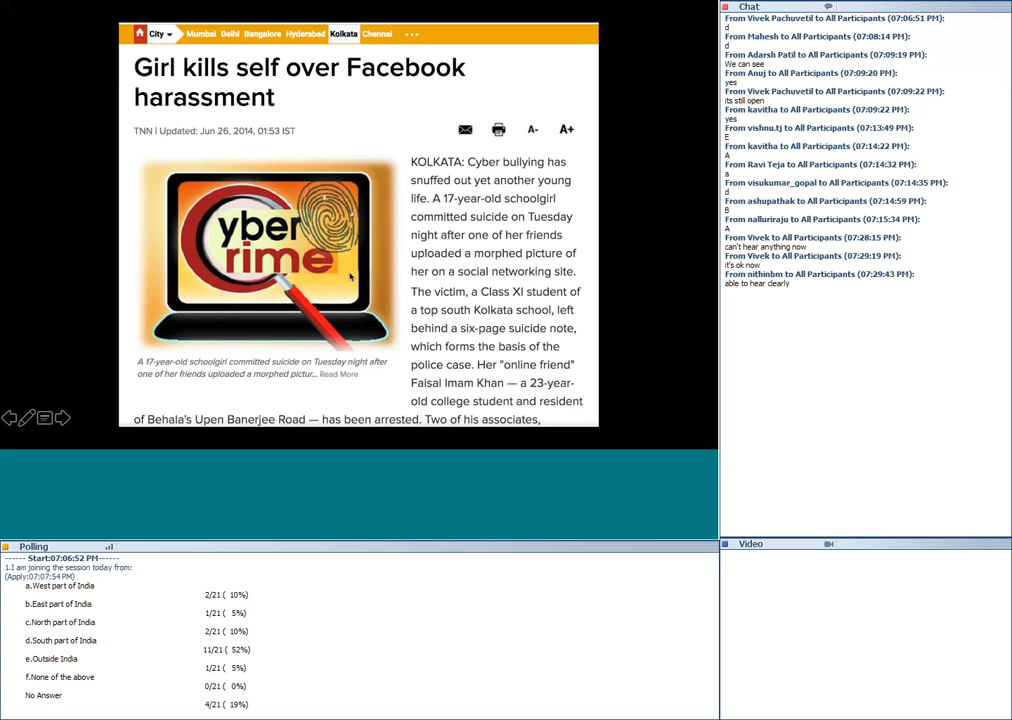 City
Mumbai Delhi Bangalore Hyderabad Kolkata Chennai
Girl kills self over Facebook
harassment
TNN | Updated: Jun 26, 2014, 01:53 IST
A- A+
Cyber
Crime
KOLKATA: Cyber bullying has
snuffed out yet another young
life. A 17-year-old schoolgirl
committed suicide on Tuesday
night after one of her friends
uploaded a morphed picture of
her on a social networking site.
The victim, a Class XI student of
a top south Kolkata school, left
behind a six-page suicide note,
which forms the basis of the
police case. Her "online friend"
Faisal Imam Khan — a 23-year-
old college student and resident
of Behala's Upen Banerjee Road — has been arrested. Two of his associates,
A 17-year-old schoolgirl committed suicide on Tuesday night after
one of her friends uploaded a morphed pictur... Read More
Chat
From Vivek Pachuvetil to All Participants (07:06:51 PM):
d
From Mahesh to All Participants (07:08:14 PM):
d
From Adarsh Patil to All Participants (07:09:19 PM):
We can see
From Anuj to All Participants (07:09:20 PM):
yes
From Vivek Pachuvetil to All Participants (07:09:22 PM):
its still open
From kavitha to All Participants (07:09:22 PM):
yes
From vishnu.tj to All Participants (07:13:49 PM):
E
From kavitha to All Participants (07:14:22 PM):
A
From Ravi Teja to All Participants (07:14:32 PM):
a
From visukumar_gopal to All Participants (07:14:35 PM):
d
From ashupathak to All Participants (07:14:59 PM):
B
From nalluriraju to All Participants (07:15:34 PM):
A
From Vivek to All Participants (07:28:15 PM):
can't hear anything now
From Vivek to All Participants (07:29:19 PM):
it's ok now
From nithinbm to All Participants (07:29:43 PM):
able to hear clearly
Polling
------ Start:07:06:52 PM------
1.I am joining the session today from:
(Apply:07:07:54 PM)
a.West part of India
2/21 ( 10%)
b.East part of India
1/21 ( 5%)
c.North part of India
2/21 ( 10%)
d.South part of India
11/21 ( 52%)
e.Outside India
1/21 ( 5%)
f.None of the above
0/21 ( 0%)
No Answer
4/21 ( 19%)
Video